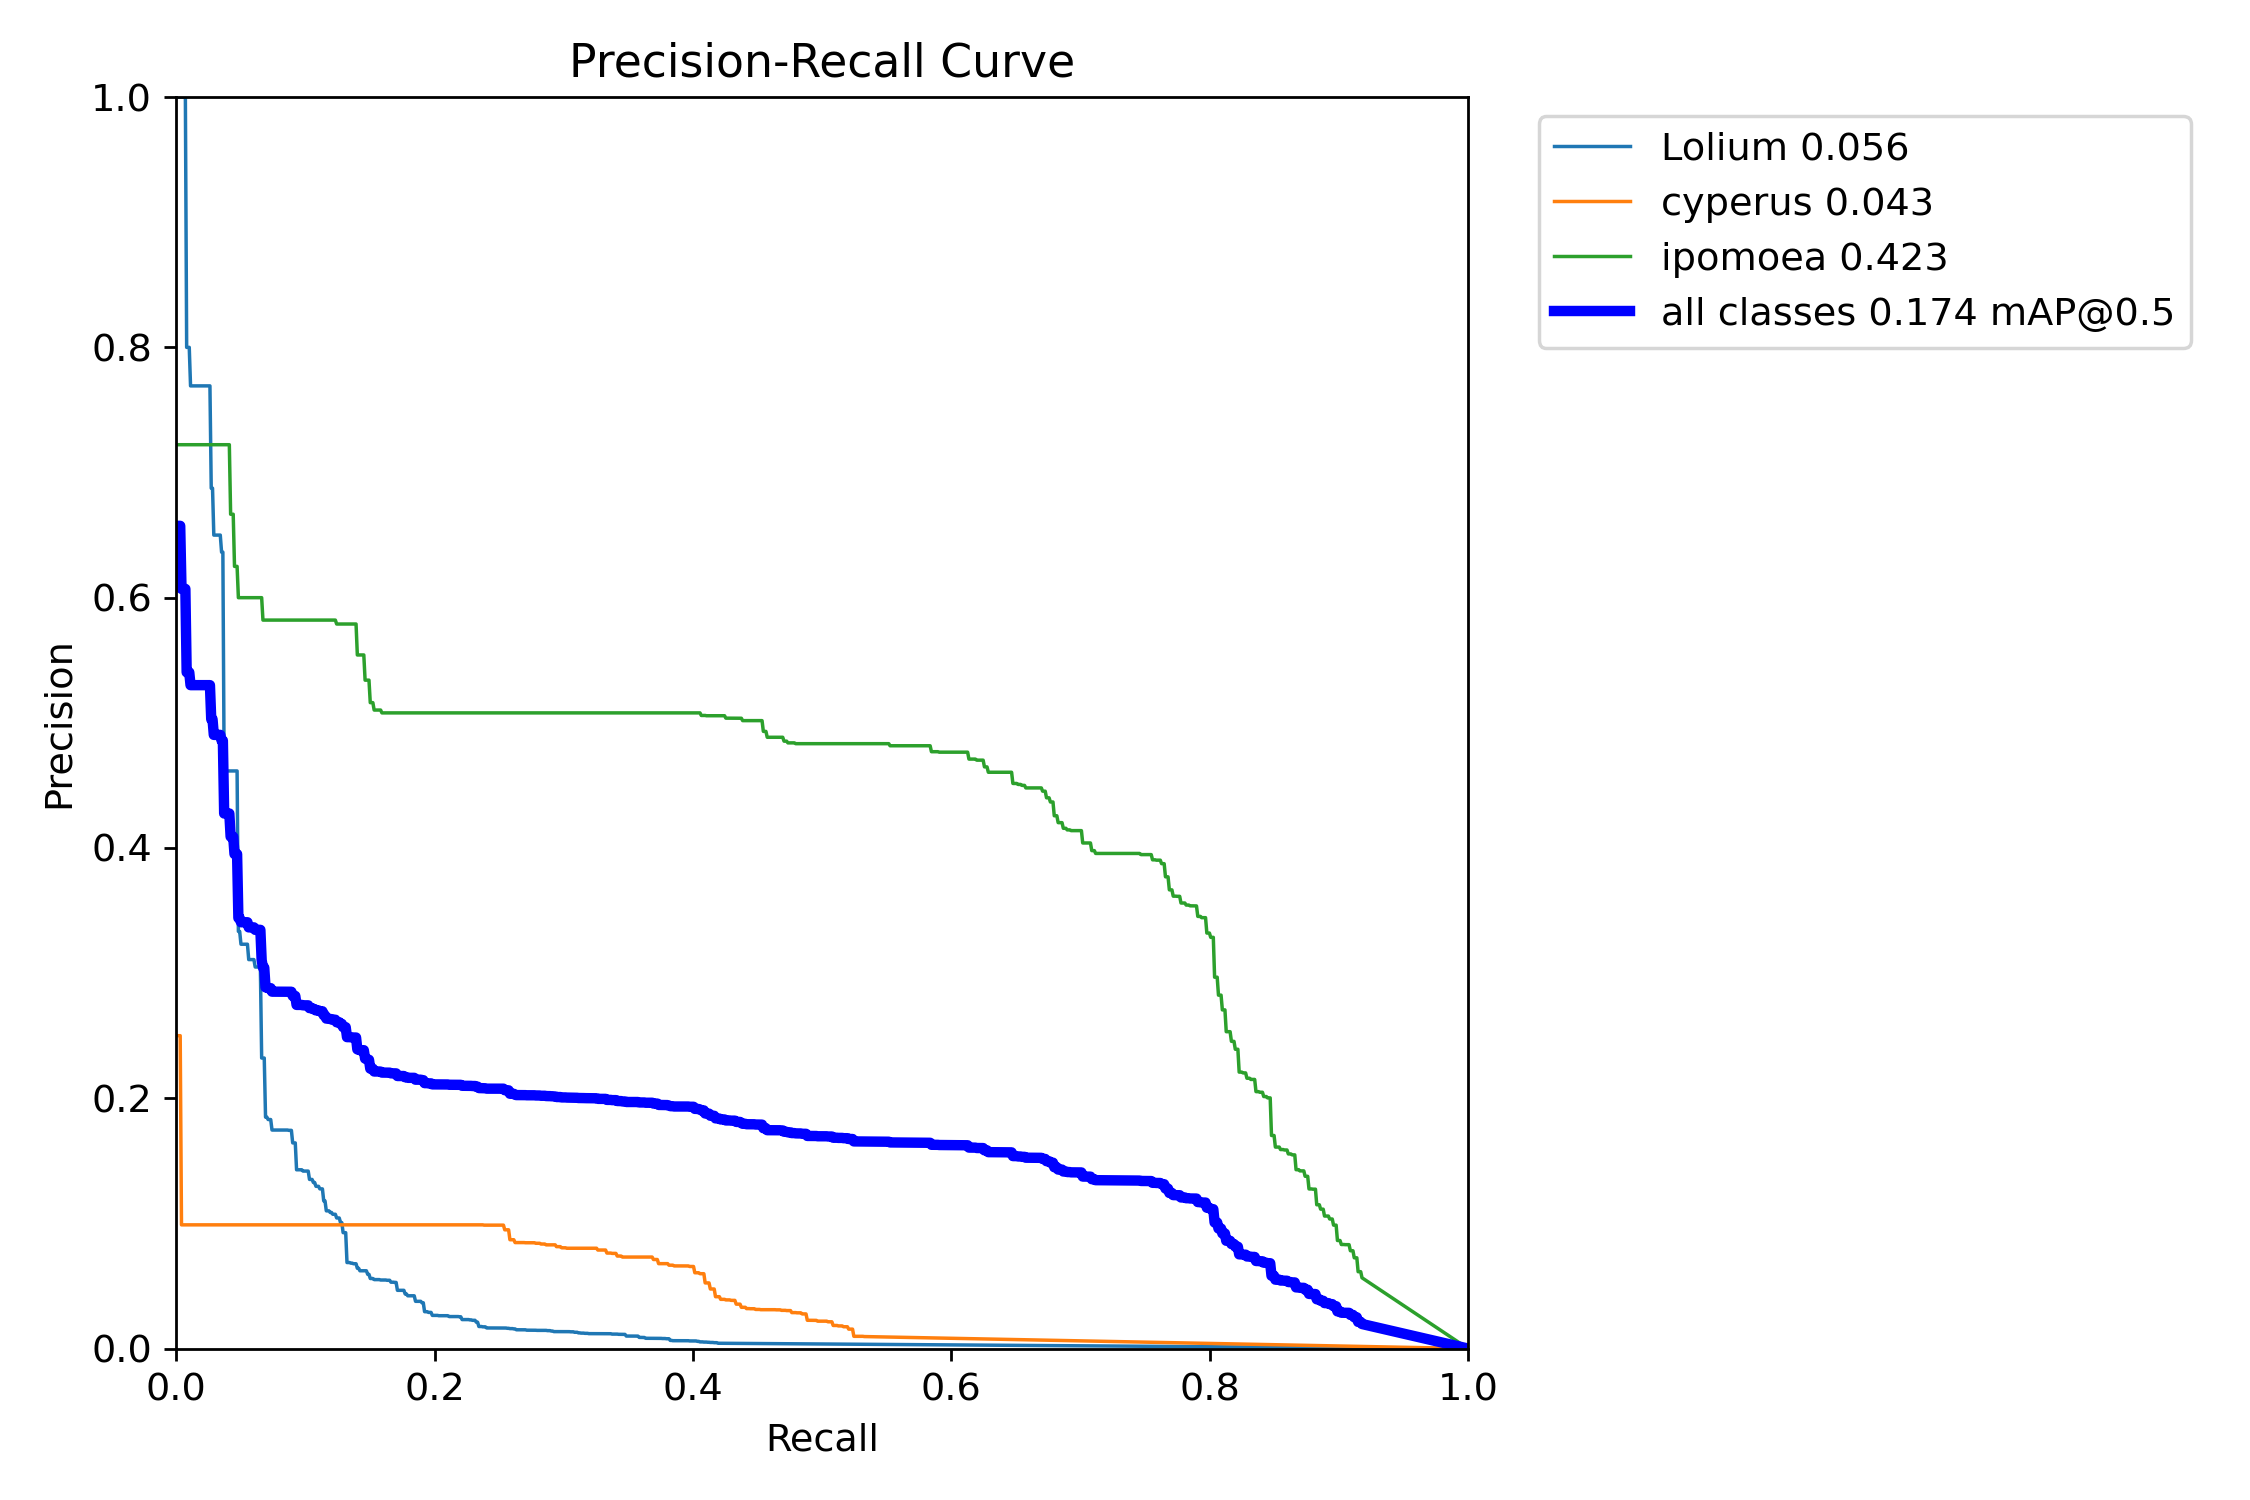 Precision-Recall Curve
1.0
0.8
0.6
0.4
0.2
0.0
Precision
0.0 0.2 0.4 0.6 0.8 1.0
Recall
Lolium 0.056
cyperus 0.043
ipomoea 0.423
all classes 0.174 mAP@0.5